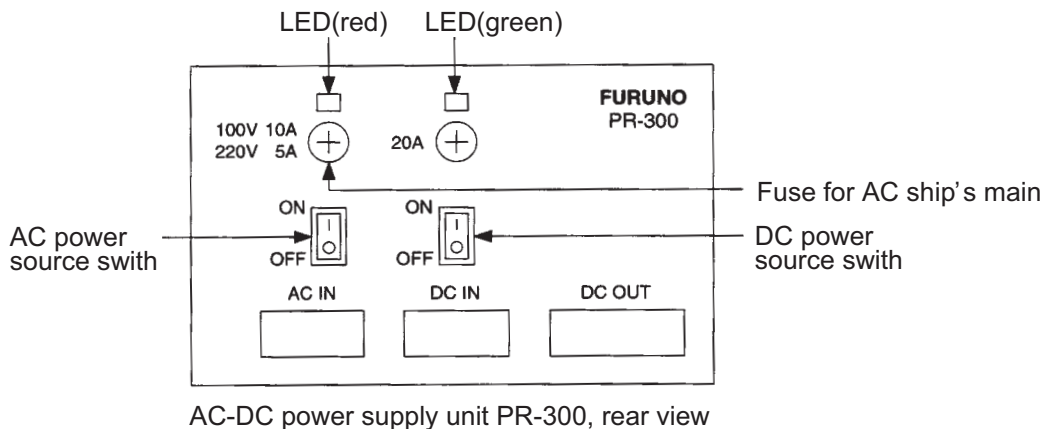 LED(red) LED(green)
FURUNO
PR-300
100V 10A
220V 5A
20A
Fuse for AC ship's main
ON ON
AC power
source swith
DC power
source swith
OFF OFF
AC IN DC IN DC OUT
AC-DC power supply unit PR-300, rear view